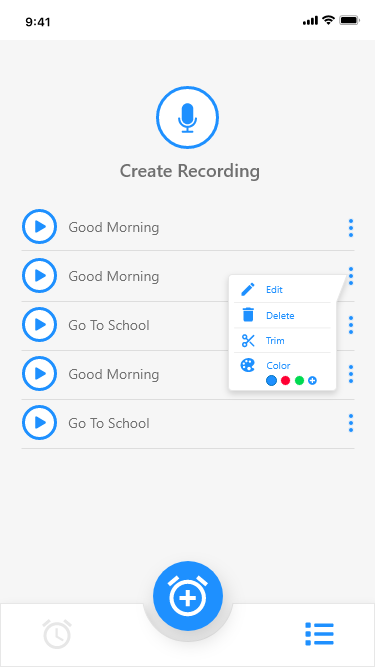 9:41
Create Recording
Good Morning
Good Morning
Edit
Delete
Go To School
Trim
Color
Good Morning
Go To School